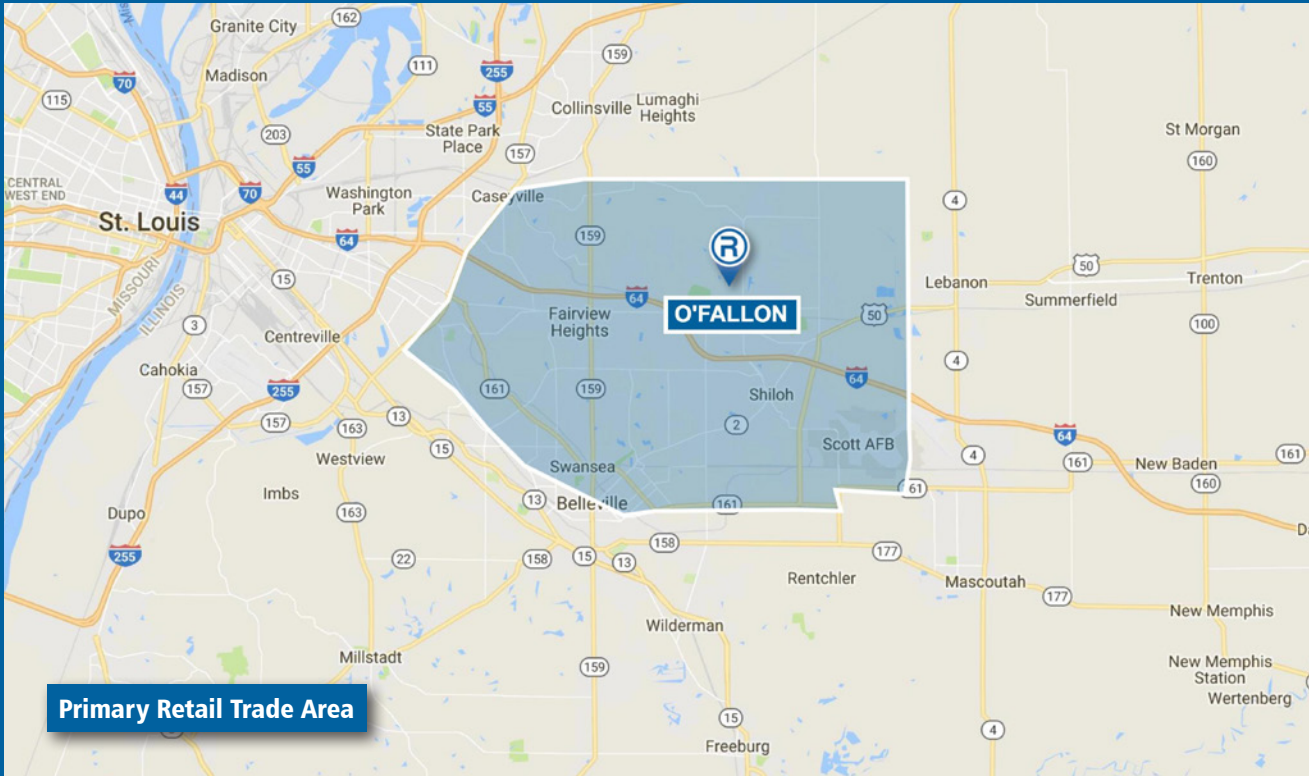 Granite City
162
159
Madison
111
255
70
115
55
Collinsville
Lumaghi
Heights
203
State Park
Place
St Morgan
157
160
55
CENTRAL
WEST END
44
70
Washington
Park
Caseyville
4
St. Louis
159
R
64
50
15
Lebanon
Trenton
MISSOURI
ILLINOIS
64
Summerfield
O'FALLON
50
3
Fairview
Heights
100
Centreville
Cahokia
4
157
255
161
159
64
Shiloh
13
157
163
2
64
15
Scott AFB
Westview
4
161
New Baden
161
Swansea
160
Imbs
61
13
Belleville
161
Dupo
163
255
158
22
158
15
13
177
Rentchler
Mascoutah
177
New Memphis
Wilderman
Millstadt
159
New Memphis
Station
Wertenberg
Primary Retail Trade Area
15
4
Freeburg